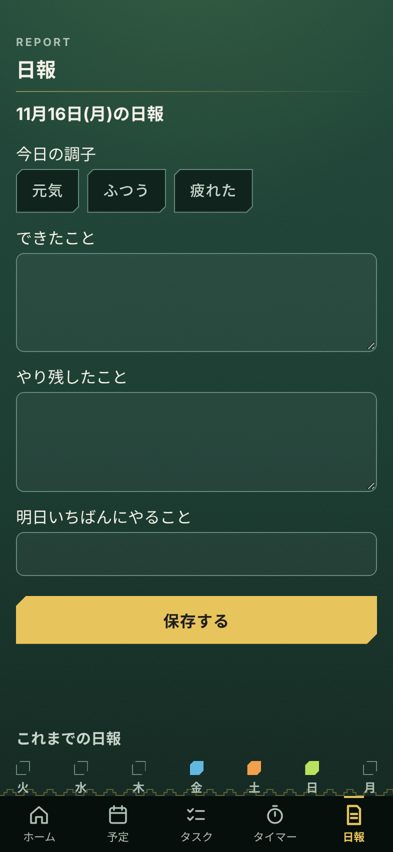 REPORT
日報
11月16日(月)の日報
今日の調子
元気 ふつう 疲れた
できたこと
やり残したこと
明日いちばんにやること
保存する
これまでの日報
火 水 木 金 土 日 月
ホーム 予定 タスク タイマー 日報